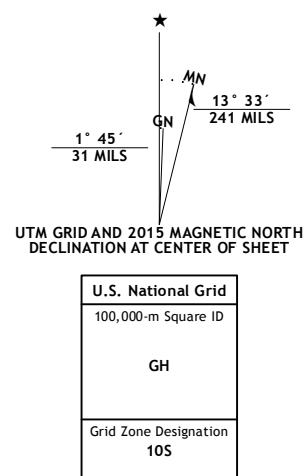 ★
MN
GN
13° 33´
241 MILS
1° 45´
31 MILS
UTM GRID AND 2015 MAGNETIC NORTH
DECLINATION AT CENTER OF SHEET
U.S. National Grid
100,000-m Square ID
GH
Grid Zone Designation
10S